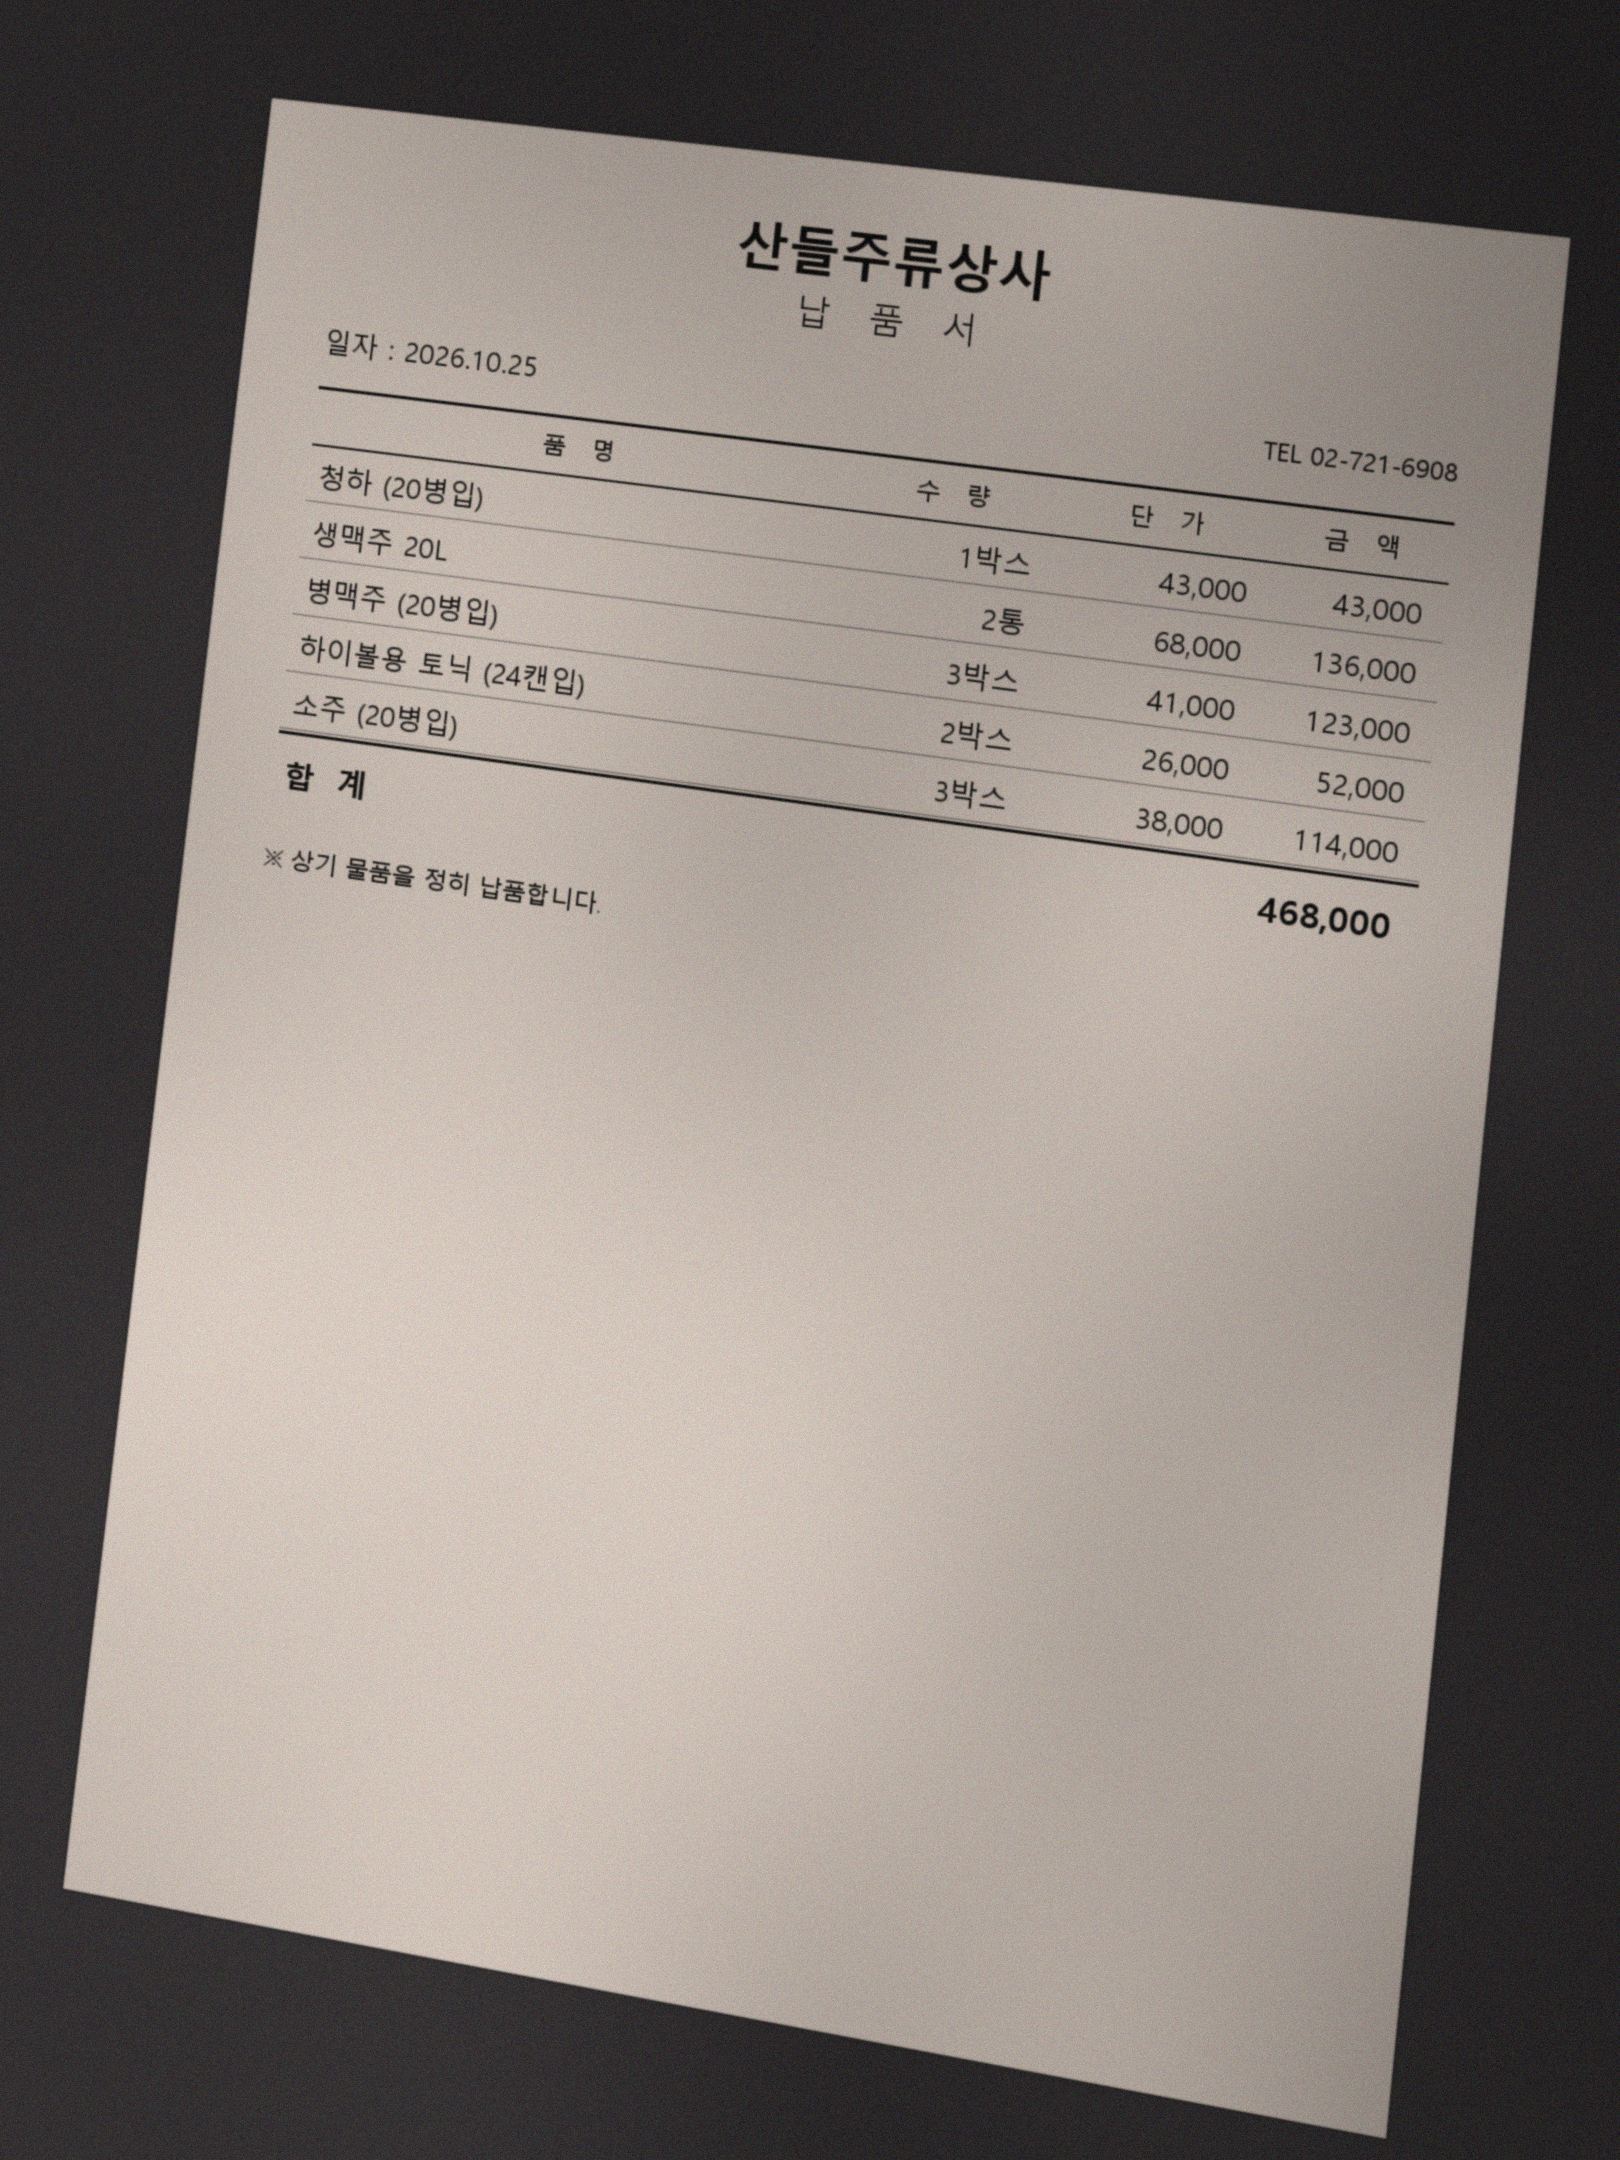 산들주류상사
납 품 서
일자 : 2026.10.25
TEL 02-721-6908
품 명 수 량 단 가 금 액
청하 (20병입) 1박스 43,000 43,000
생맥주 20L 2통 68,000 136,000
병맥주 (20병입) 3박스 41,000 123,000
하이볼용 토닉 (24캔입) 2박스 26,000 52,000
소주 (20병입) 3박스 38,000 114,000
합 계 468,000
※ 상기 물품을 정히 납품합니다.